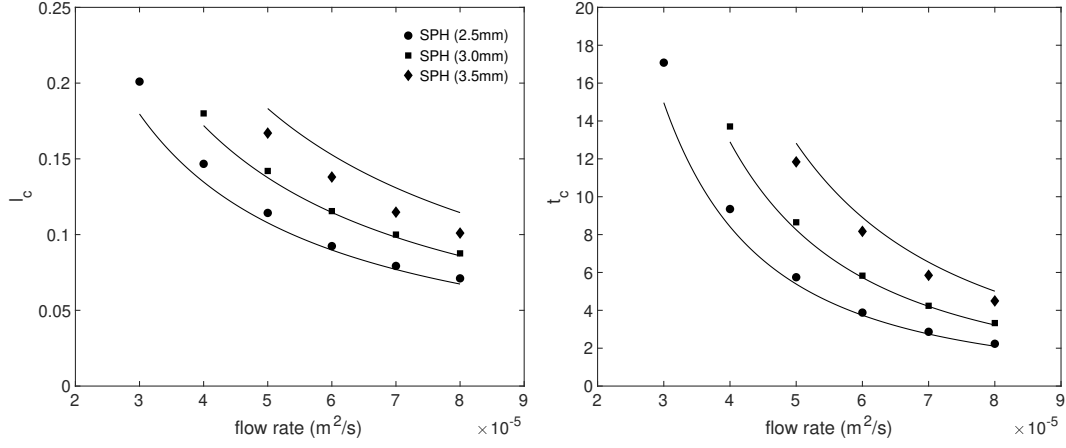 0.25
0.2
0.15
0.1
0.05
0
l_c
2 3 4 5 6 7 8 9
flow rate (m²/s)
× 10⁻⁵
SPH (2.5mm)
SPH (3.0mm)
SPH (3.5mm)
20
18
16
14
12
10
8
6
4
2
0
t_c
2 3 4 5 6 7 8 9
flow rate (m²/s)
× 10⁻⁵